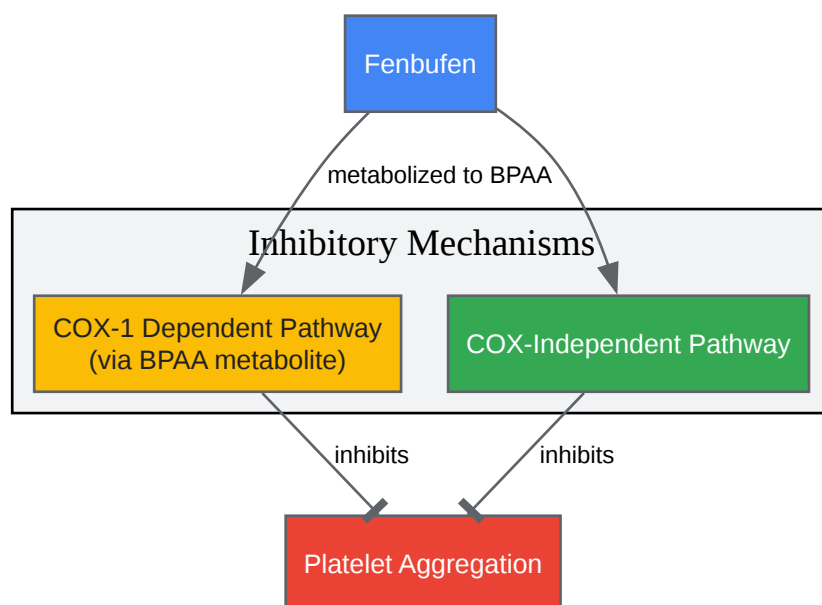 Fenbufen
metabolized to BPAA
Inhibitory Mechanisms
COX-1 Dependent Pathway
(via BPAA metabolite)
COX-Independent Pathway
inhibits
inhibits
Platelet Aggregation